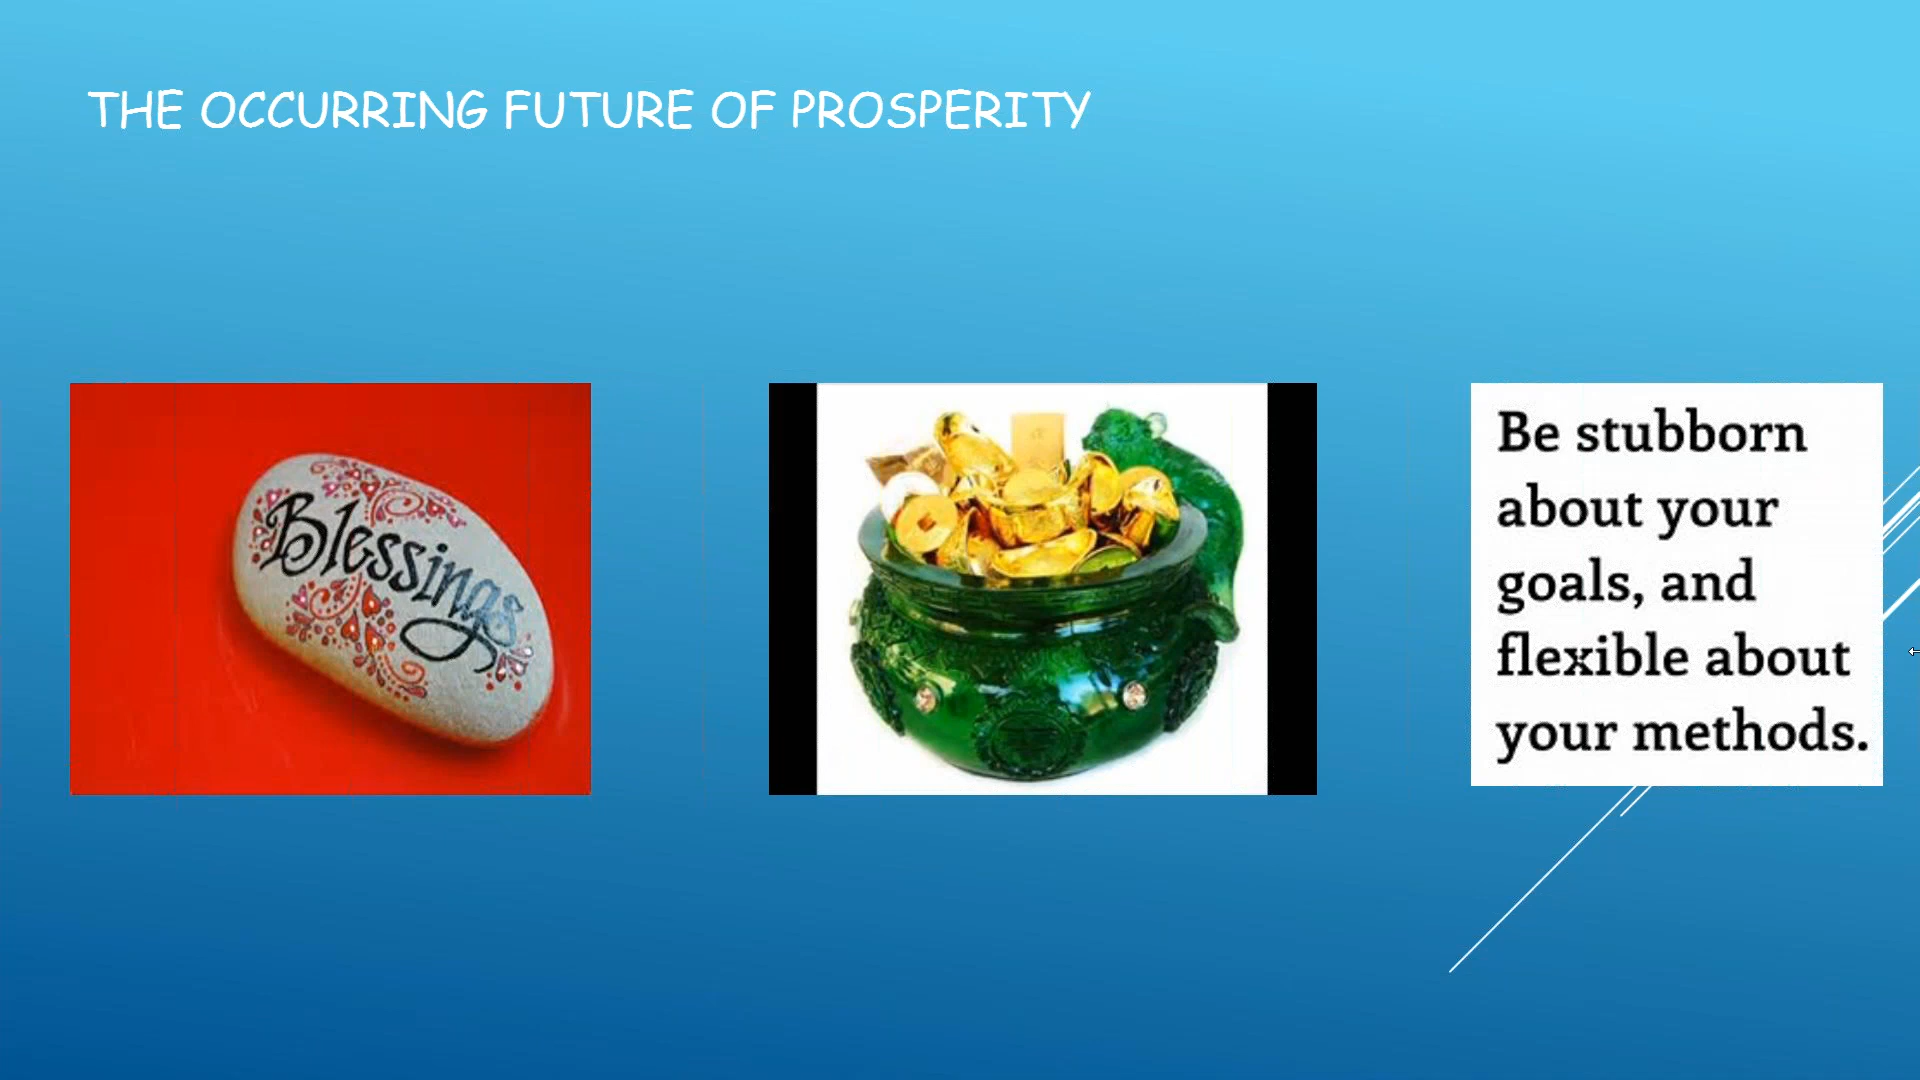 THE OCCURRING FUTURE OF PROSPERITY
Blessings
Be stubborn
about your
goals, and
flexible about
your methods.